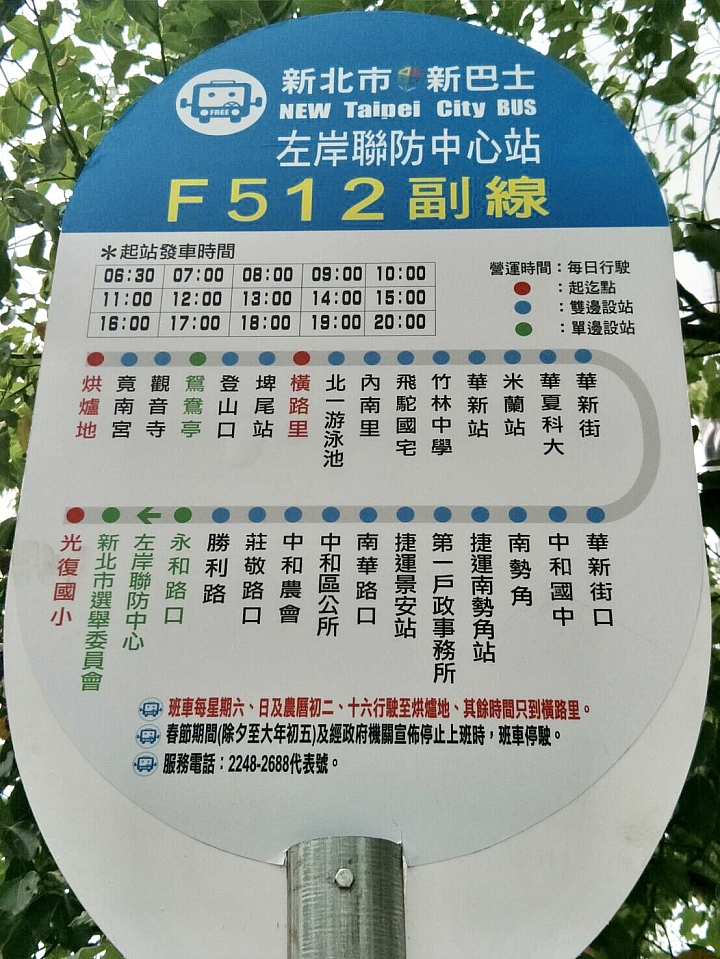 FREE
新北市 新巴士
NEW Taipei City BUS
左岸聯防中心站
F512副線
＊起站發車時間
06:30 07:00 08:00 09:00 10:00
11:00 12:00 13:00 14:00 15:00
16:00 17:00 18:00 19:00 20:00
營運時間：每日行駛
：起迄點
：雙邊設站
：單邊設站
烘爐地
竟南宮
觀音寺
鴛鴦亭
登山口
埤尾站
橫路里
北一游泳池
內南里
飛駝國宅
竹林中學
華新站
米蘭站
華夏科大
華新街
光復國小
新北市選舉委員會
左岸聯防中心
永和路口
勝利路
莊敬路口
中和農會
中和區公所
南華路口
捷運景安站
第一戶政事務所
捷運南勢角站
南勢角
中和國中
華新街口
班車每星期六、日及農曆初二、十六行駛至烘爐地、其餘時間只到橫路里。
春節期間(除夕至大年初五)及經政府機關宣佈停止上班時，班車停駛。
服務電話：2248-2688代表號。